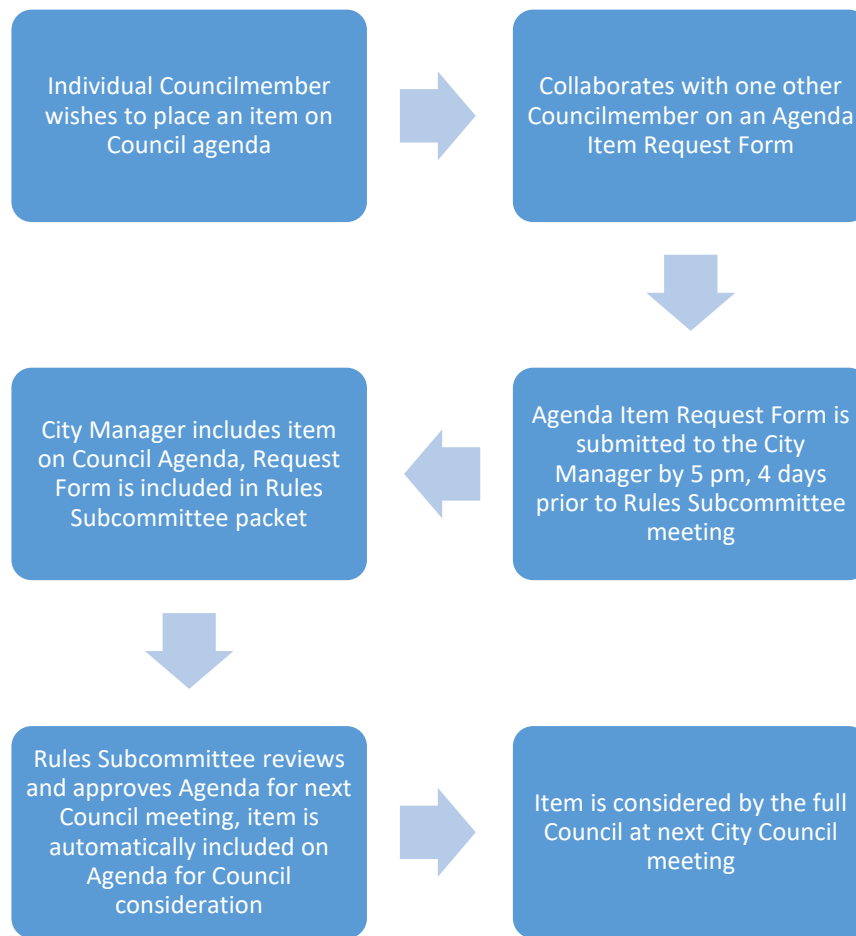 Individual Councilmember
wishes to place an item on
Council agenda
Collaborates with one other
Councilmember on an Agenda
Item Request Form
Agenda Item Request Form is
submitted to the City
Manager by 5 pm, 4 days
prior to Rules Subcommittee
meeting
City Manager includes item
on Council Agenda, Request
Form is included in Rules
Subcommittee packet
Rules Subcommittee reviews
and approves Agenda for next
Council meeting, item is
automatically included on
Agenda for Council
consideration
Item is considered by the full
Council at next City Council
meeting